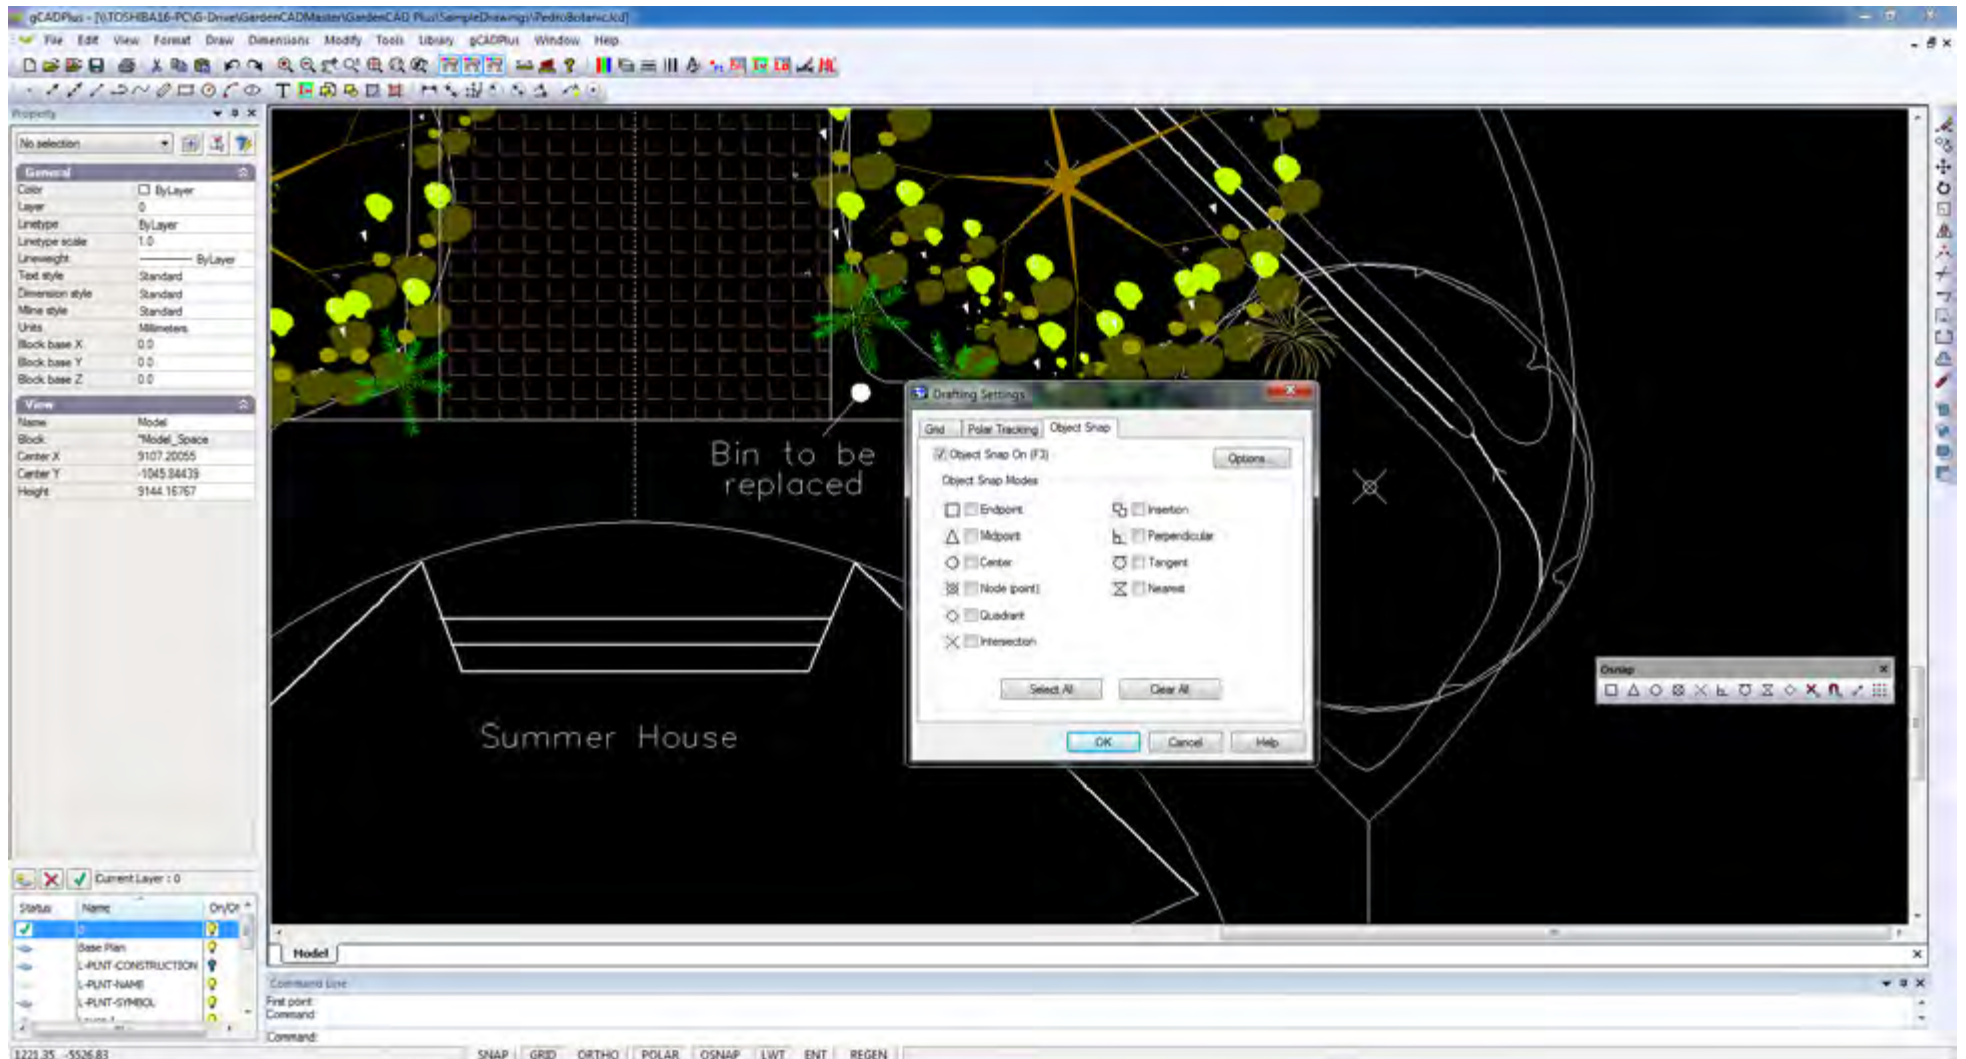 gCADPlus - [\\TOSHIBA16-PC\G-Drive\GardenCADMaster\GardenCAD Plus\SampleDrawings\PedroBotanic.lcd]
File Edit View Format Draw Dimensions Modify Tools Library gCADPlus Window Help
Property
No selection
General
Color ByLayer
Layer 0
Linetype ByLayer
Linetype scale 1.0
Lineweight ByLayer
Text style Standard
Dimension style Standard
Mline style Standard
Units Millimeters
Block base X 0.0
Block base Y 0.0
Block base Z 0.0
View
Name Model
Block *Model_Space
Center X 9107.20055
Center Y -1045.84439
Height 9144.16767
Bin to be
replaced
Summer House
Drafting Settings
Grid Polar Tracking Object Snap
Object Snap On (F3)
Options...
Object Snap Modes
Endpoint Insertion
Midpoint Perpendicular
Center Tangent
Node (point) Nearest
Quadrant
Intersection
Select All Clear All
OK Cancel Help
Osnap
Current Layer : 0
Status Name On/Of
0
Base Plan
L-PLNT-CONSTRUCTION
L-PLNT-NAME
L-PLNT-SYMBOL
Model
Command Line
First point:
Command:
Command:
1221.35 -5526.83
SNAP GRID ORTHO POLAR OSNAP LWT ENT REGEN